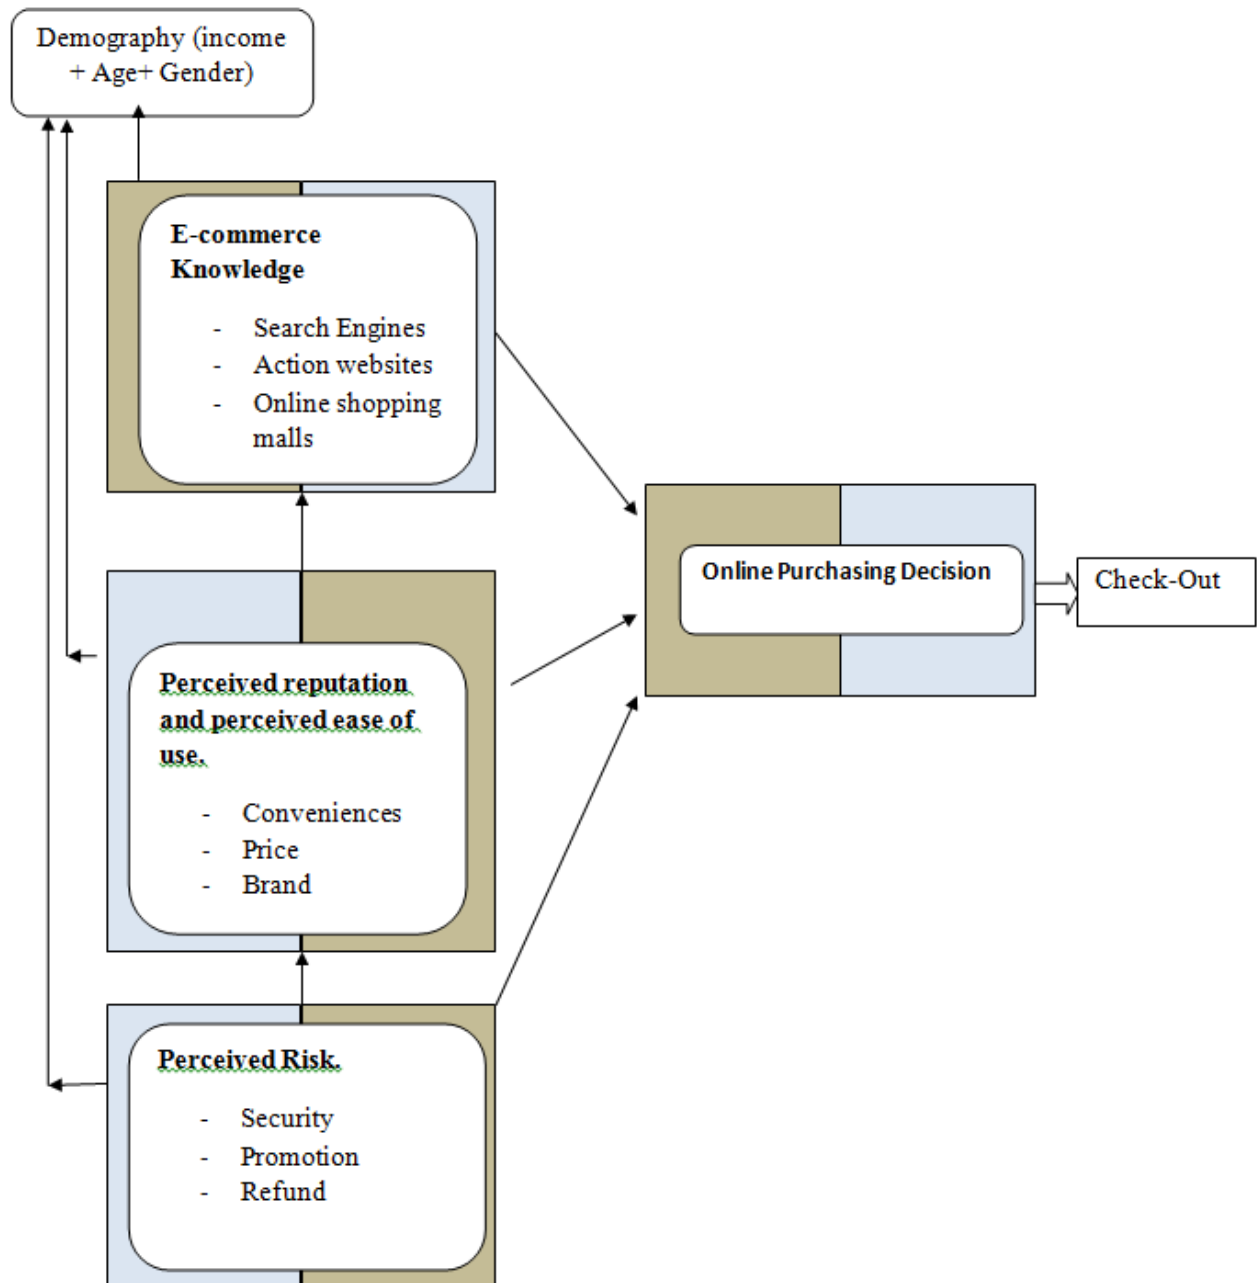 Demography (income
+ Age+ Gender)
E-commerce
Knowledge
- Search Engines
- Action websites
- Online shopping
malls
Online Purchasing Decision
Check-Out
Perceived reputation
and perceived ease of
use.
- Conveniences
- Price
- Brand
Perceived Risk.
- Security
- Promotion
- Refund